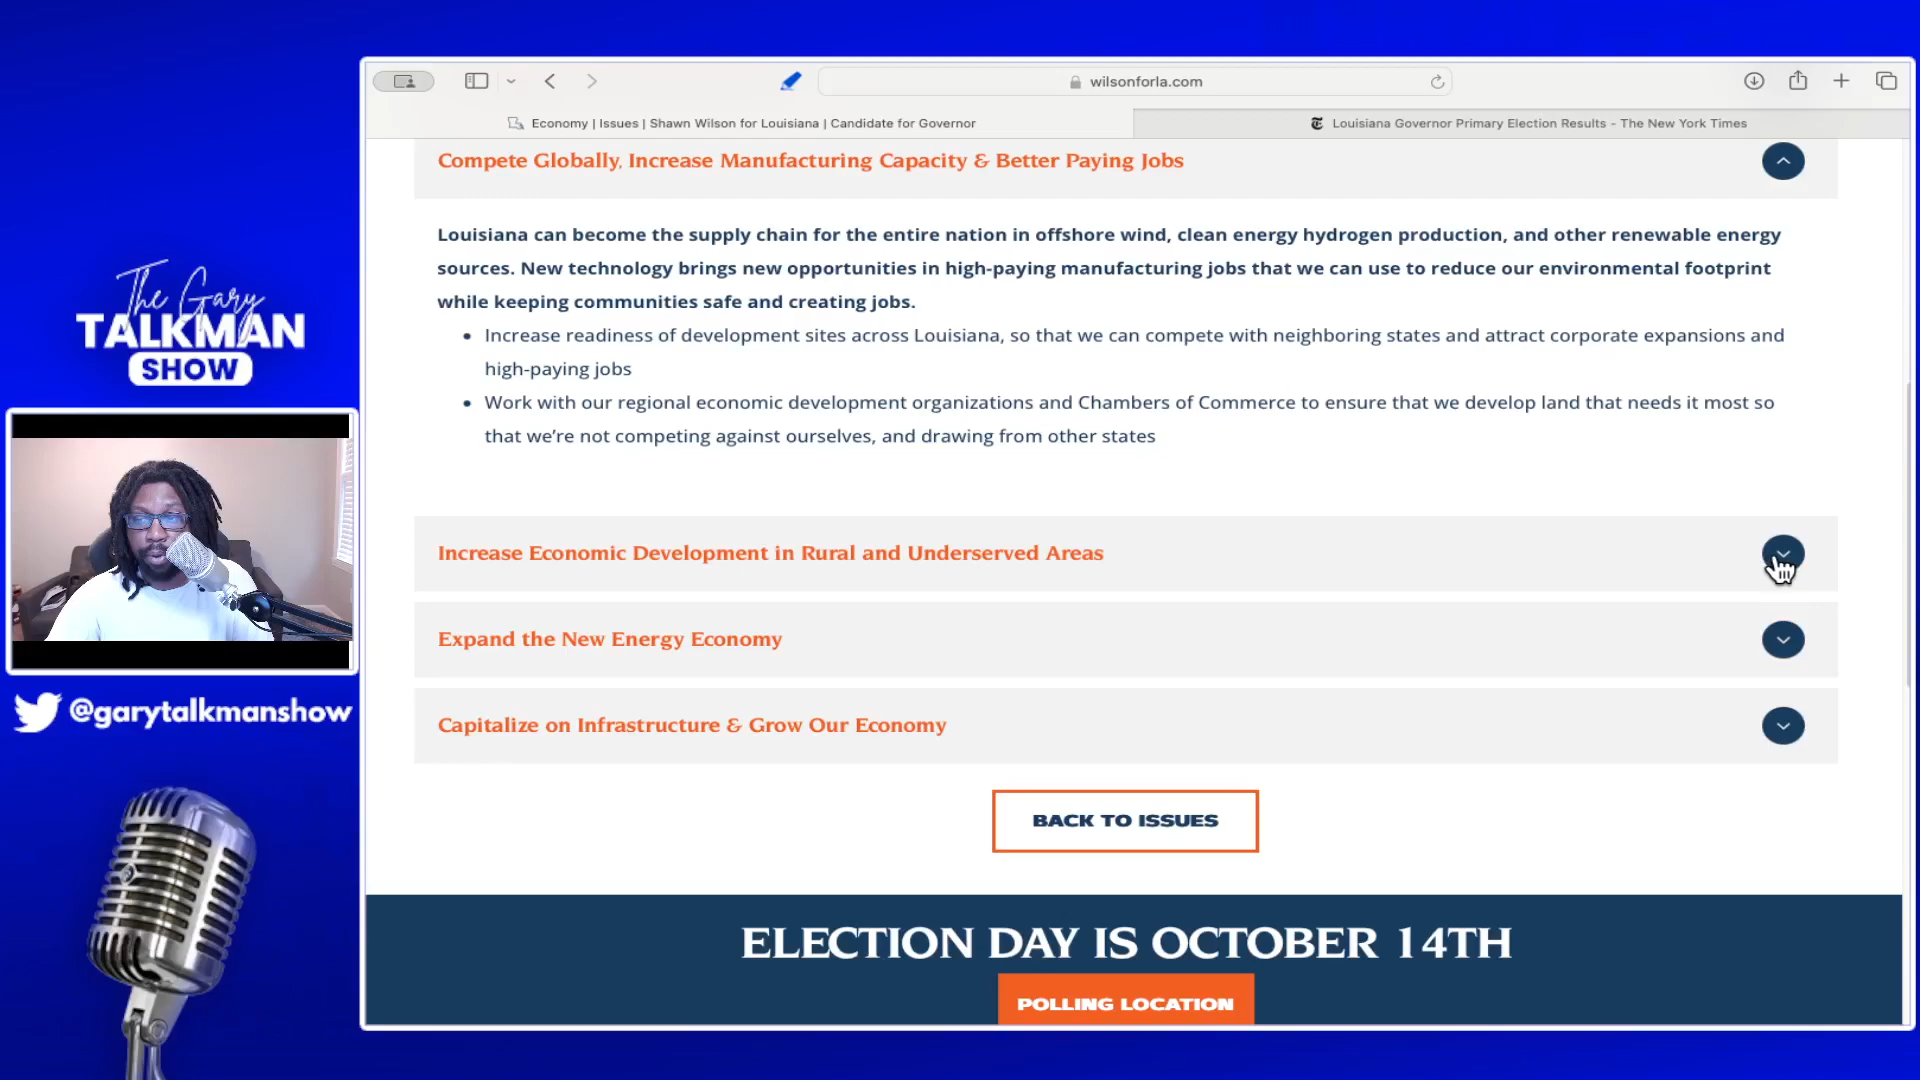 wilsonforla.com
Economy | Issues | Shawn Wilson for Louisiana | Candidate for Governor
Louisiana Governor Primary Election Results - The New York Times
Compete Globally, Increase Manufacturing Capacity & Better Paying Jobs
Louisiana can become the supply chain for the entire nation in offshore wind, clean energy hydrogen production, and other renewable energy
sources. New technology brings new opportunities in high-paying manufacturing jobs that we can use to reduce our environmental footprint
while keeping communities safe and creating jobs.
• Increase readiness of development sites across Louisiana, so that we can compete with neighboring states and attract corporate expansions and
high-paying jobs
• Work with our regional economic development organizations and Chambers of Commerce to ensure that we develop land that needs it most so
that we’re not competing against ourselves, and drawing from other states
Increase Economic Development in Rural and Underserved Areas
Expand the New Energy Economy
Capitalize on Infrastructure & Grow Our Economy
BACK TO ISSUES
ELECTION DAY IS OCTOBER 14TH
POLLING LOCATION
The Gary
TALKMAN
SHOW
@garytalkmanshow